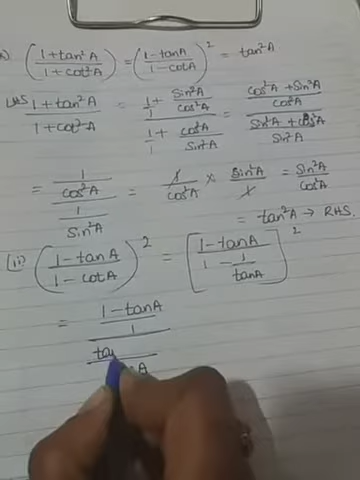 (1+tan²A / 1+cot²A) = (1-tanA / 1-cotA)² = tan²A
LHS 1+tan²A / 1+cot²A = (1/1 + sin²A/cos²A) / (1/1 + cos²A/sin²A) = ((cos²A+sin²A)/cos²A) / ((sin²A+cos²A)/sin²A)
= (1/cos²A) / (1/sin²A) = 1/cos²A × sin²A/1 = sin²A/cos²A
= tan²A → RHS.
(ii) (1-tanA / 1-cotA)² = [1-tanA / (1 - 1/tanA)]²
= ((1-tanA)/1) / (ta
A